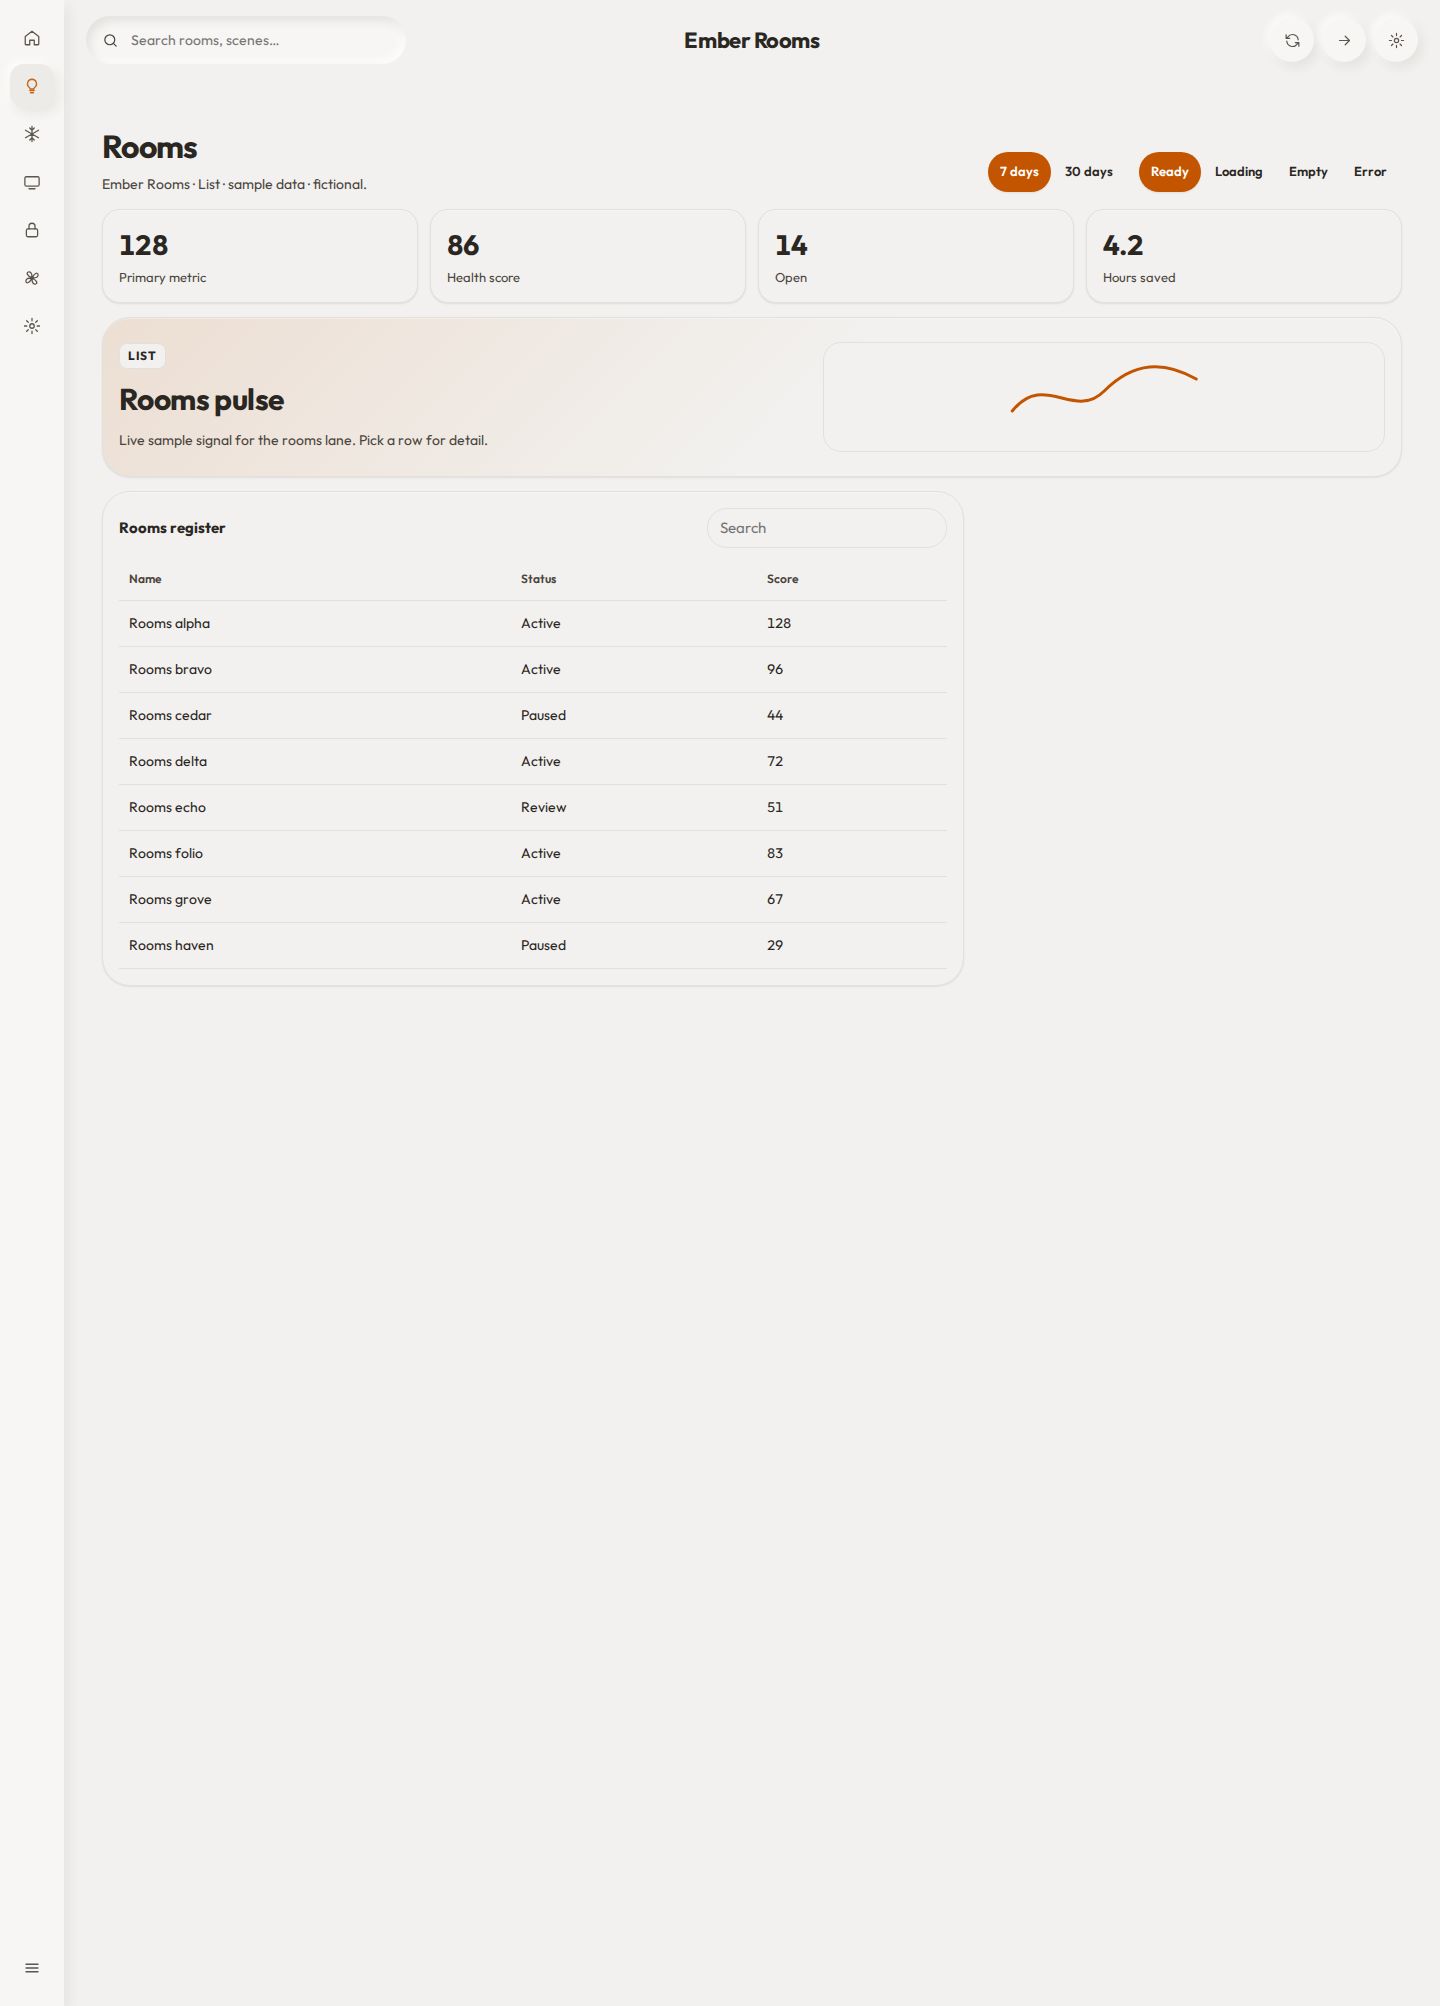 Search rooms, scenes…
Ember Rooms
Rooms
Ember Rooms · List · sample data · fictional.
7 days
30 days
Ready
Loading
Empty
Error
128
Primary metric
86
Health score
14
Open
4.2
Hours saved
LIST
Rooms pulse
Live sample signal for the rooms lane. Pick a row for detail.
Rooms register
Search
Name Status Score
Rooms alpha Active 128
Rooms bravo Active 96
Rooms cedar Paused 44
Rooms delta Active 72
Rooms echo Review 51
Rooms folio Active 83
Rooms grove Active 67
Rooms haven Paused 29